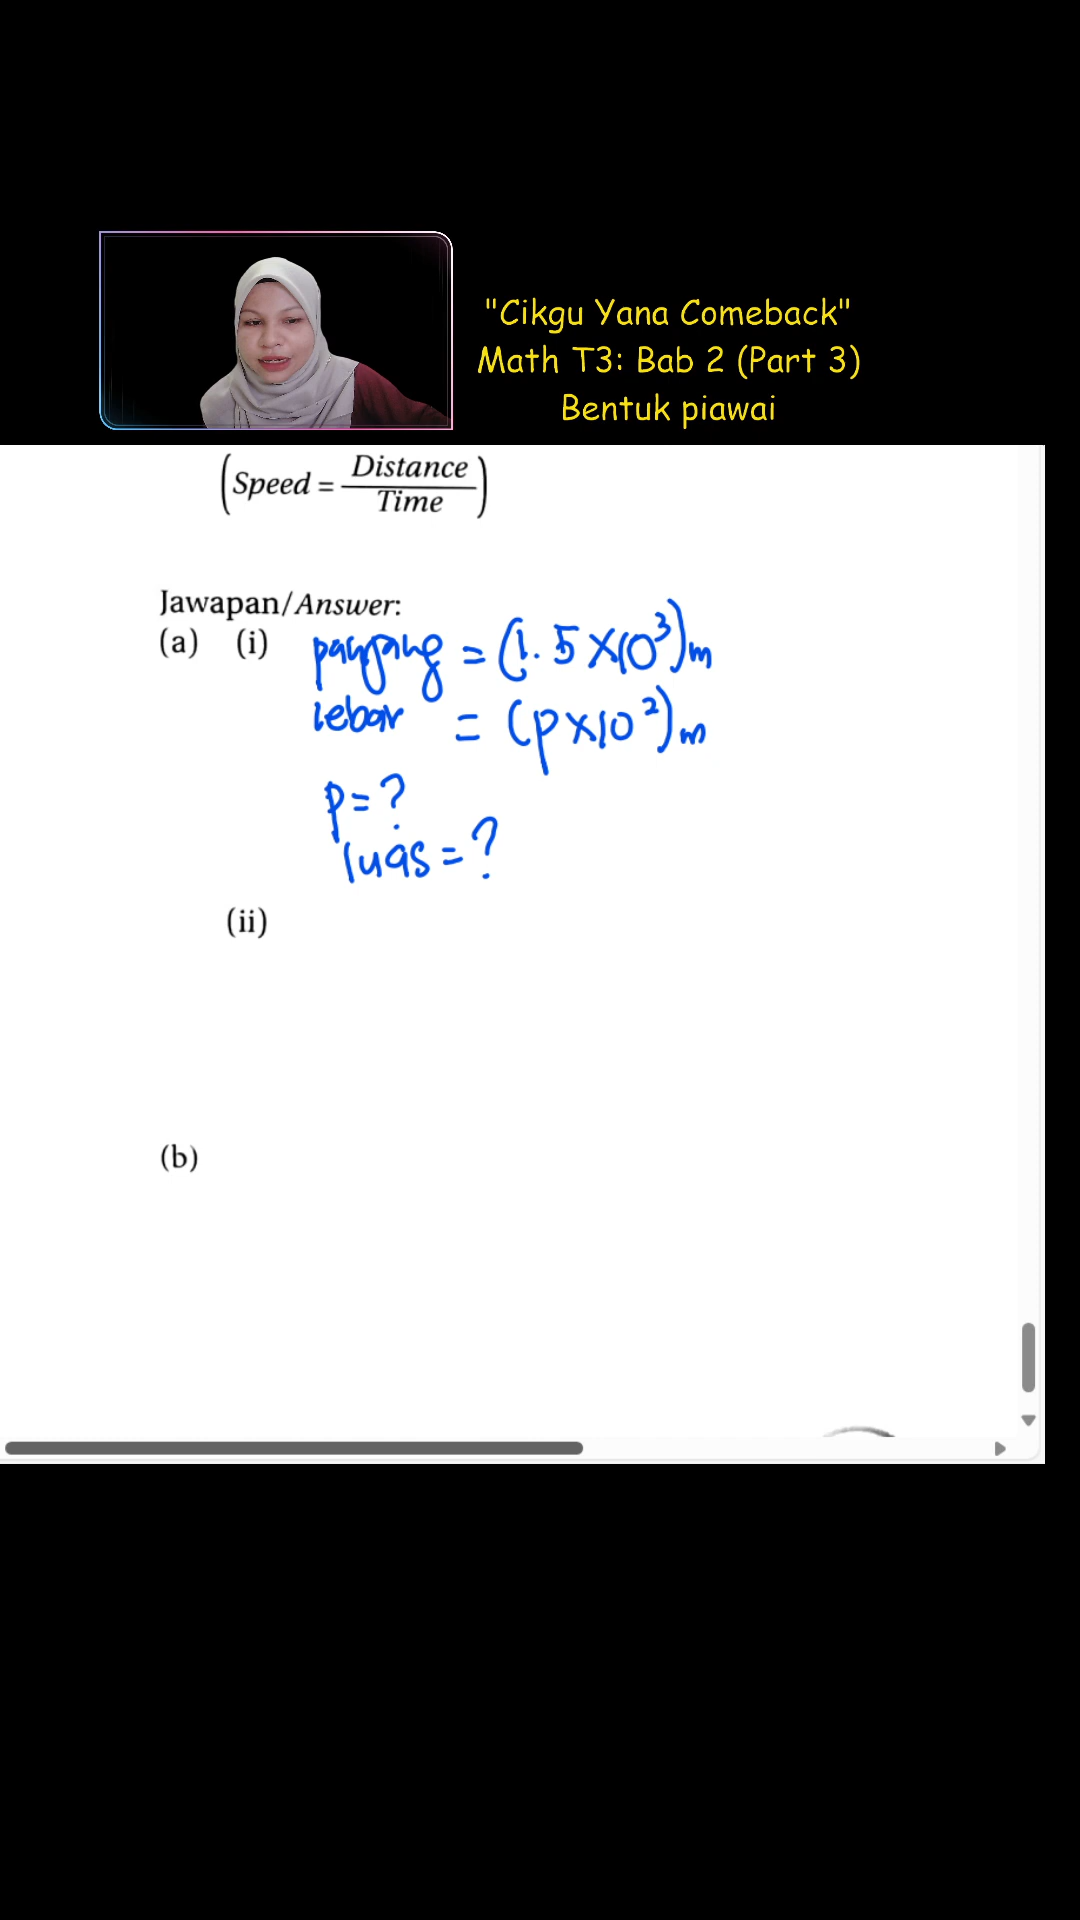 "Cikgu Yana Comeback"
Math T3: Bab 2 (Part 3)
Bentuk piawai
(Speed = Distance / Time)
Jawapan/Answer:
(a) (i) panjang = (1.5 × 10³)m
lebar = (p × 10²)m
p = ?
luas = ?
(ii)
(b)